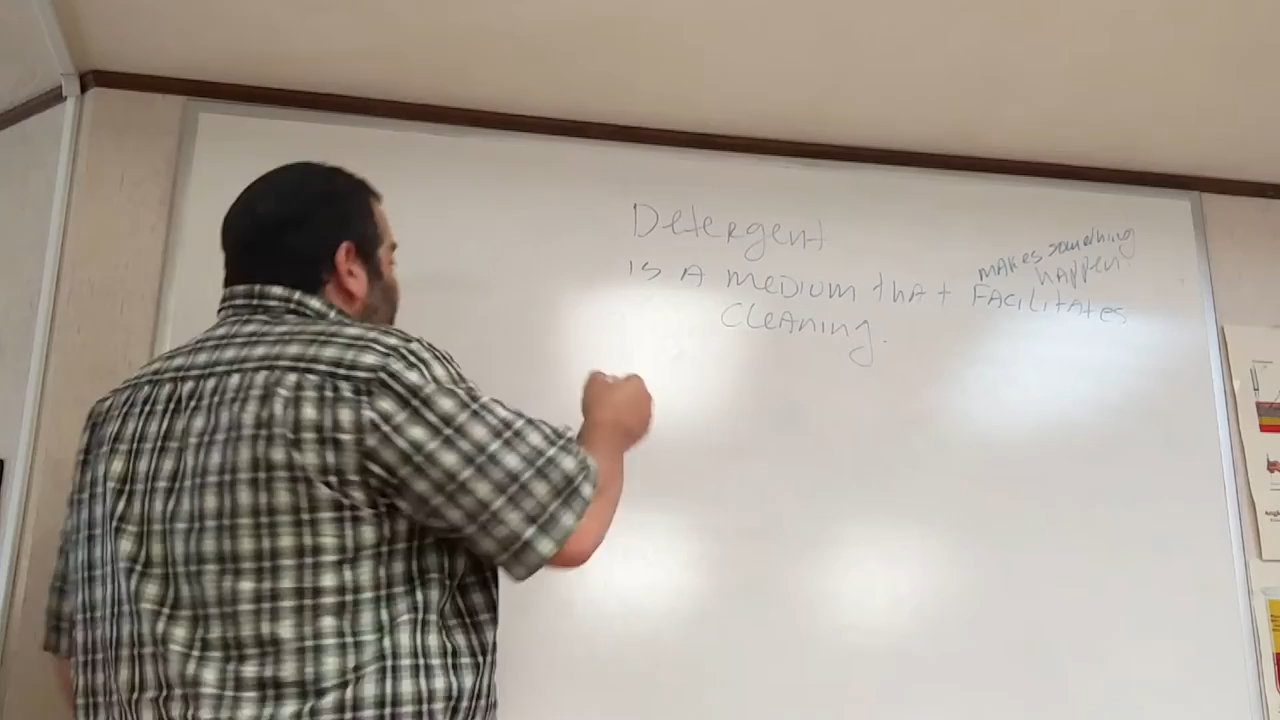 Detergent
makes something
happen
is a medium that facilitates
cleaning.